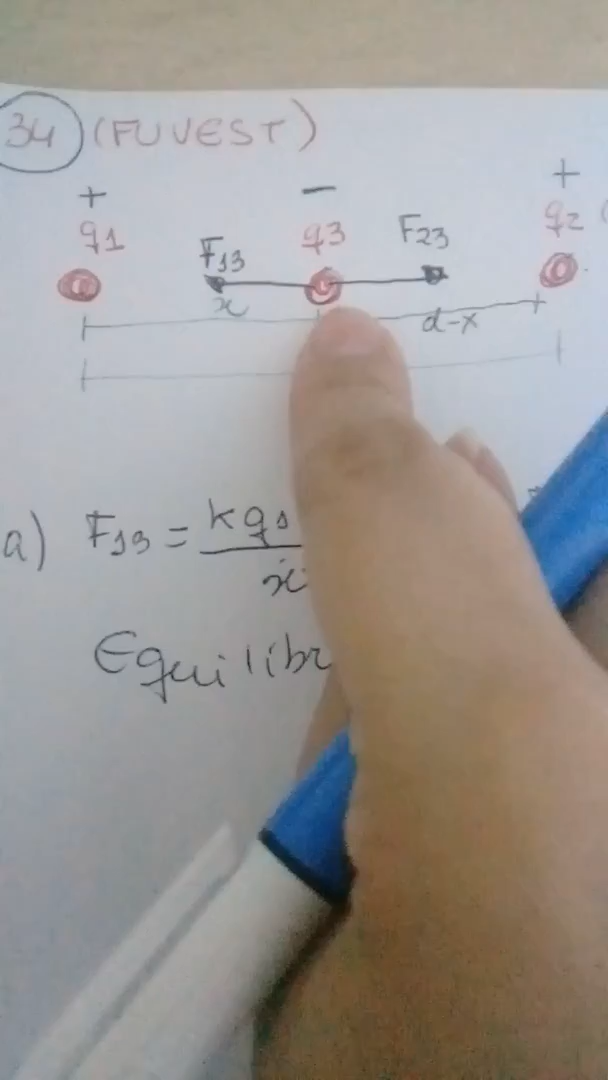 34 (FUVEST)
+ − +
q1 q3 q2
F13 F23
x d-x
a) F13 = kq1
x
Equilibr